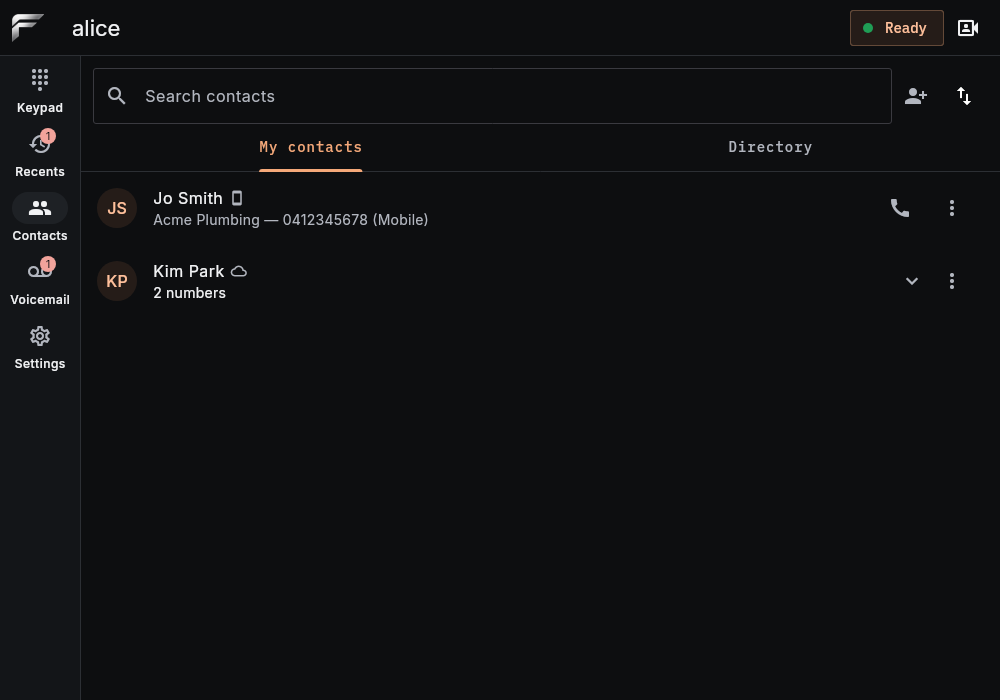 alice
Ready
Keypad
1
Recents
Contacts
1
Voicemail
Settings
Search contacts
My contacts
Directory
JS
Jo Smith
Acme Plumbing — 0412345678 (Mobile)
KP
Kim Park
2 numbers